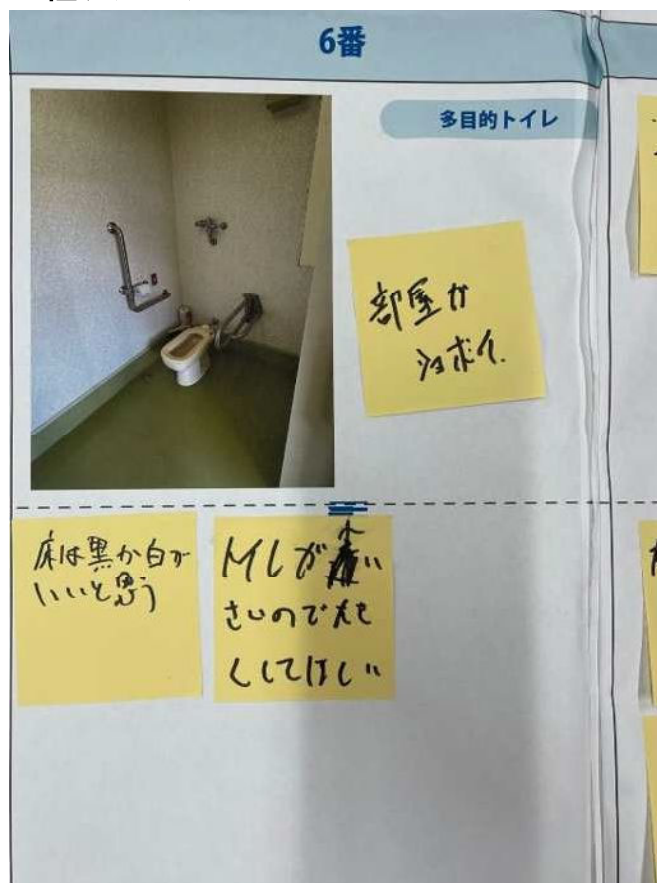 6番
多目的トイレ
部屋が
ショボイ.
床は黒か白が
いいと思う
トイレが小
さいので大き
くしてほしい